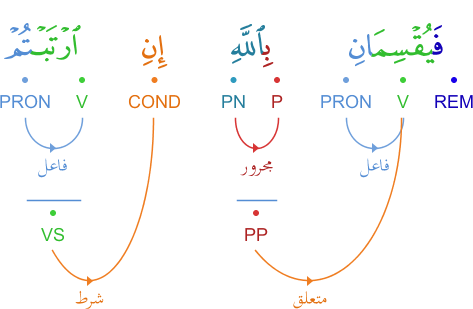 فَيُقْسِمَانِ بِٱللَّهِ إِنِ ٱرْتَبْتُمْ
REM V PRON P PN COND V PRON
فاعل مجرور فاعل
PP VS
متعلق شرط